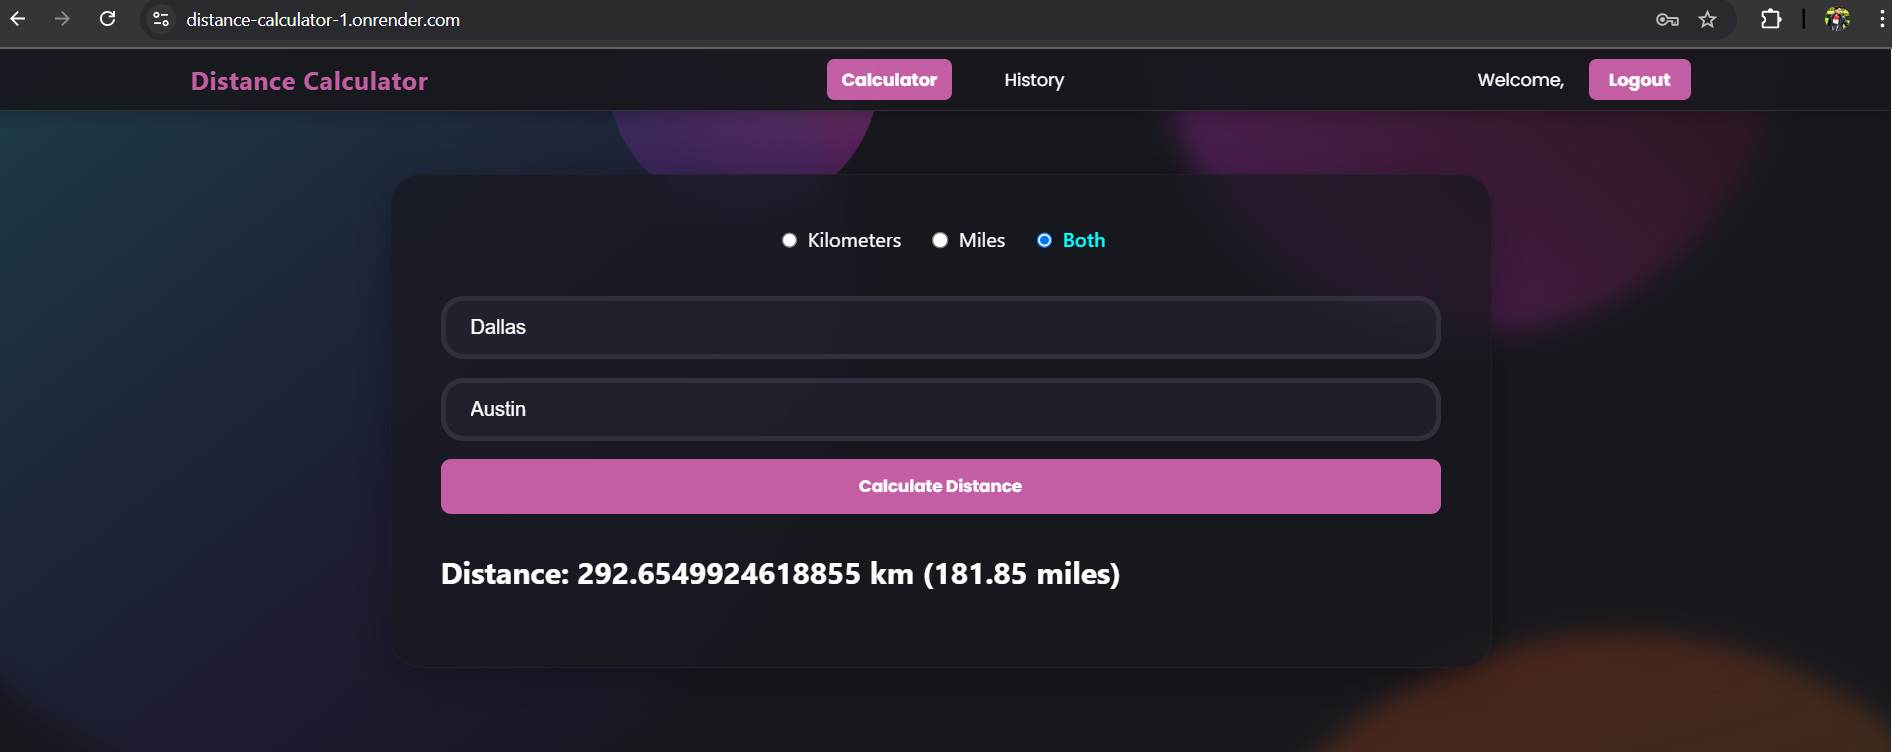 distance-calculator-1.onrender.com
Distance Calculator
Calculator
History
Welcome,
Logout
Kilometers
Miles
Both
Dallas
Austin
Calculate Distance
Distance: 292.6549924618855 km (181.85 miles)